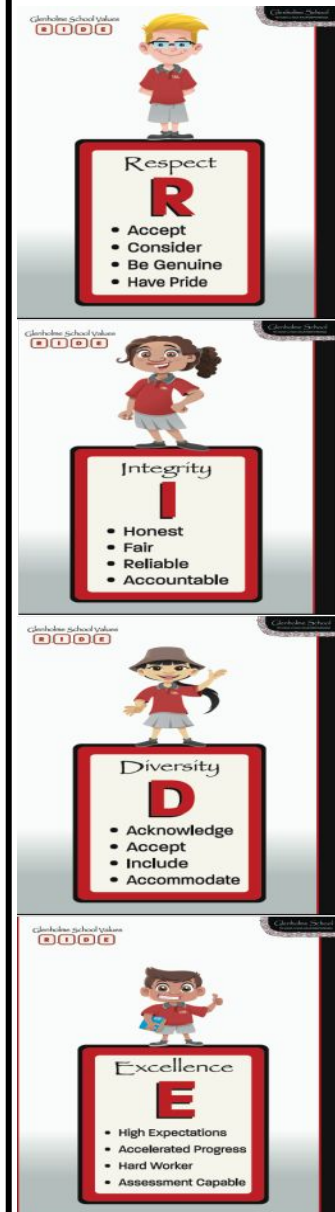 Glenholme School Values
R I D E
Glenholme School
Respect
R
• Accept
• Consider
• Be Genuine
• Have Pride
Glenholme School Values
R I D E
Glenholme School
Integrity
I
• Honest
• Fair
• Reliable
• Accountable
Glenholme School Values
R I D E
Glenholme School
Diversity
D
• Acknowledge
• Accept
• Include
• Accommodate
Glenholme School Values
R I D E
Glenholme School
Excellence
E
• High Expectations
• Accelerated Progress
• Hard Worker
• Assessment Capable